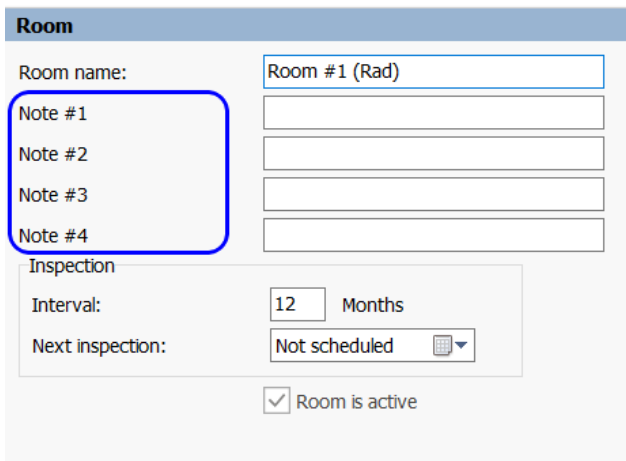 Room
Room name: Room #1 (Rad)
Note #1
Note #2
Note #3
Note #4
Inspection
Interval: 12 Months
Next inspection: Not scheduled
Room is active